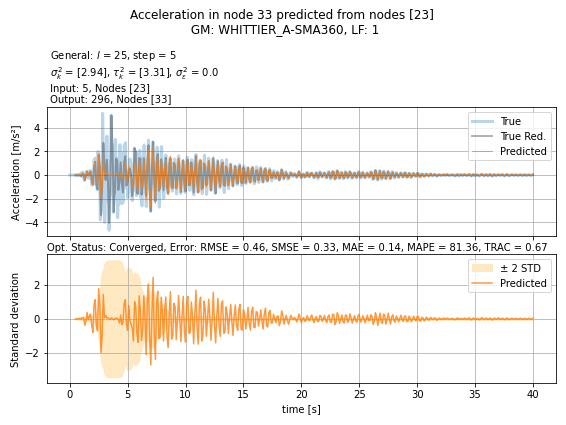 Acceleration in node 33 predicted from nodes [23]
GM: WHITTIER_A-SMA360, LF: 1
General: l = 25, step = 5
σ²ₖ = [2.94], τ²ₖ = [3.31], σ²ε = 0.0
Input: 5, Nodes [23]
Output: 296, Nodes [33]
Acceleration [m/s²]
4
2
0
−2
−4
True
True Red.
Predicted
Opt. Status: Converged, Error: RMSE = 0.46, SMSE = 0.33, MAE = 0.14, MAPE = 81.36, TRAC = 0.67
Standard deviation
2
0
−2
± 2 STD
Predicted
0 5 10 15 20 25 30 35 40
time [s]